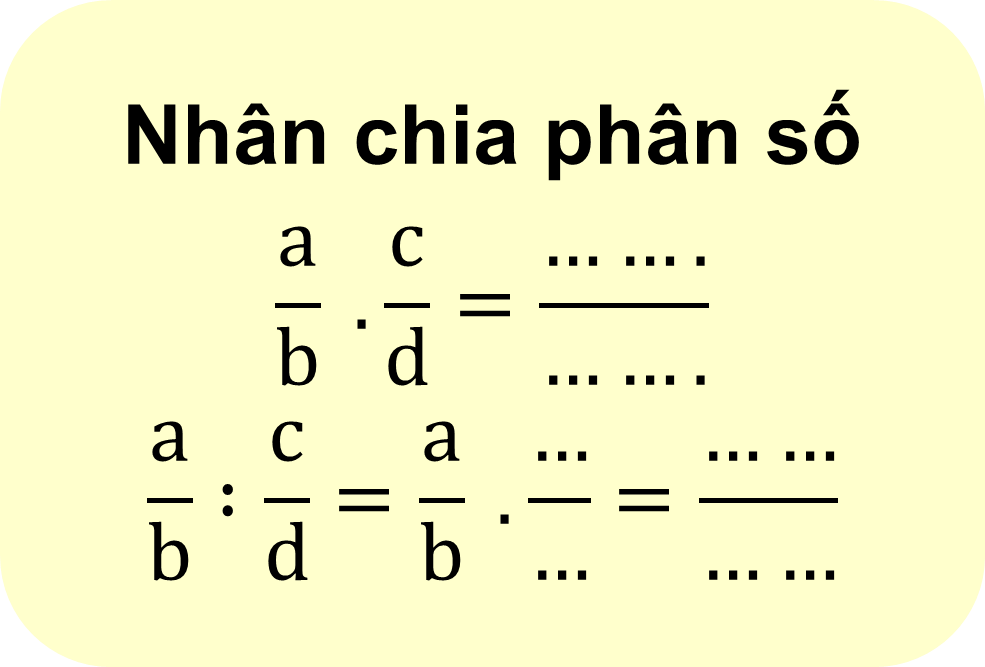 Nhân chia phân số
a/b . c/d = ... ... . / ... ... .
a/b : c/d = a/b . .../... = ... .../... ...